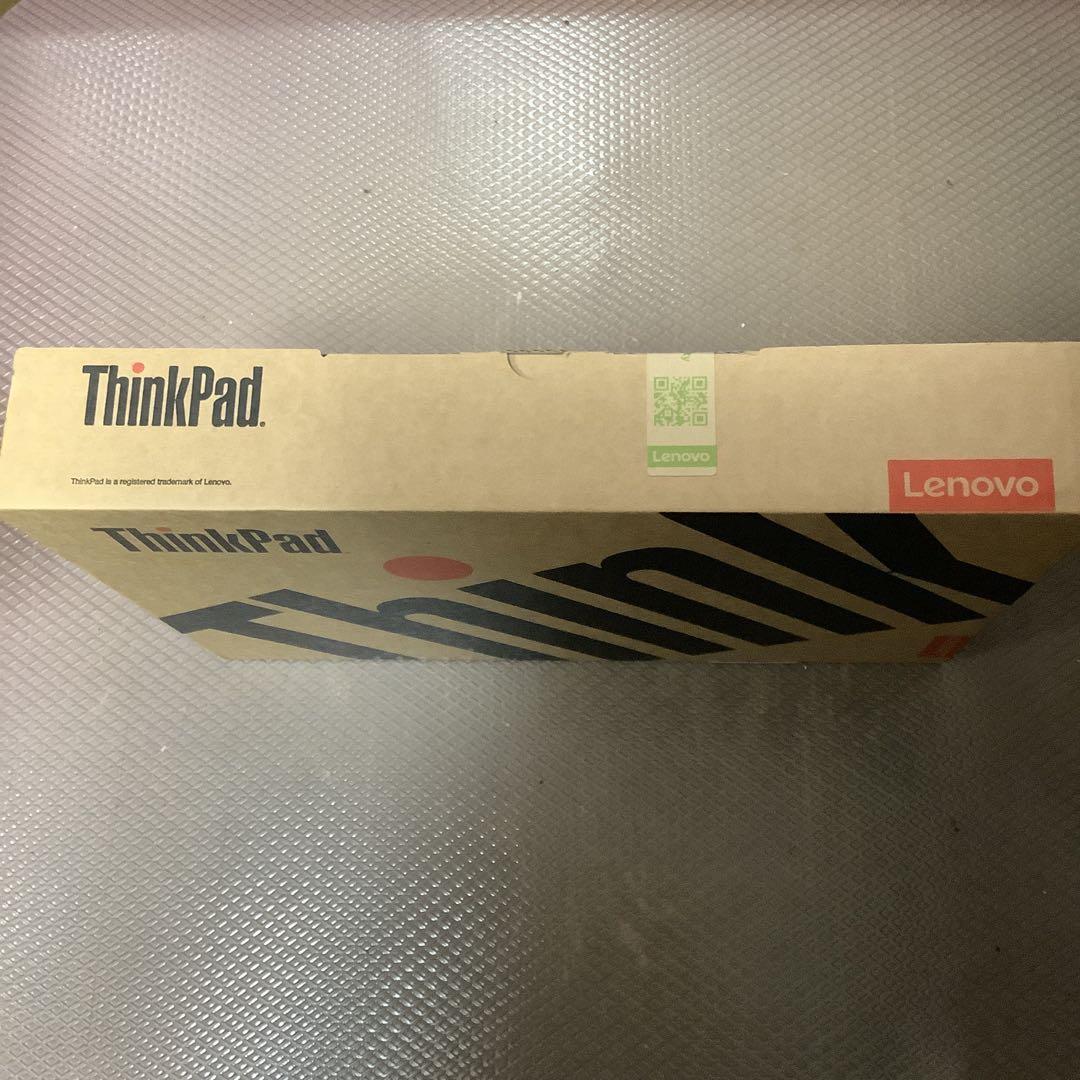 ThinkPad.
ThinkPad is a registered trademark of Lenovo.
Lenovo
Lenovo
ThinkPad
Think